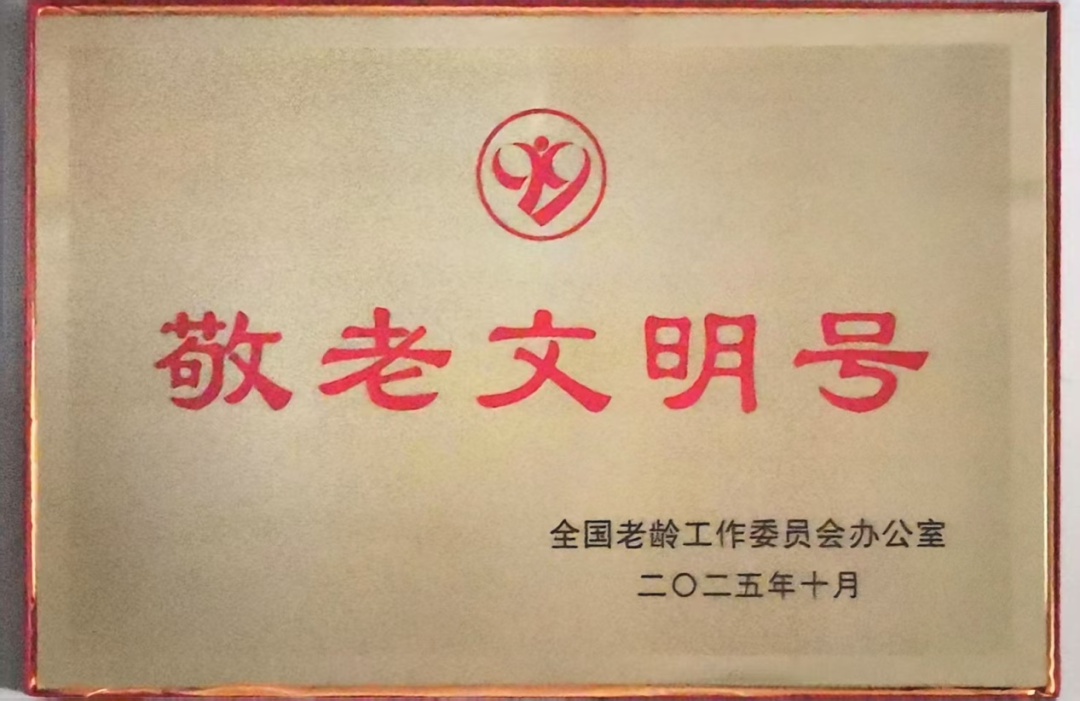 敬老文明号
全国老龄工作委员会办公室
二〇二五年十月